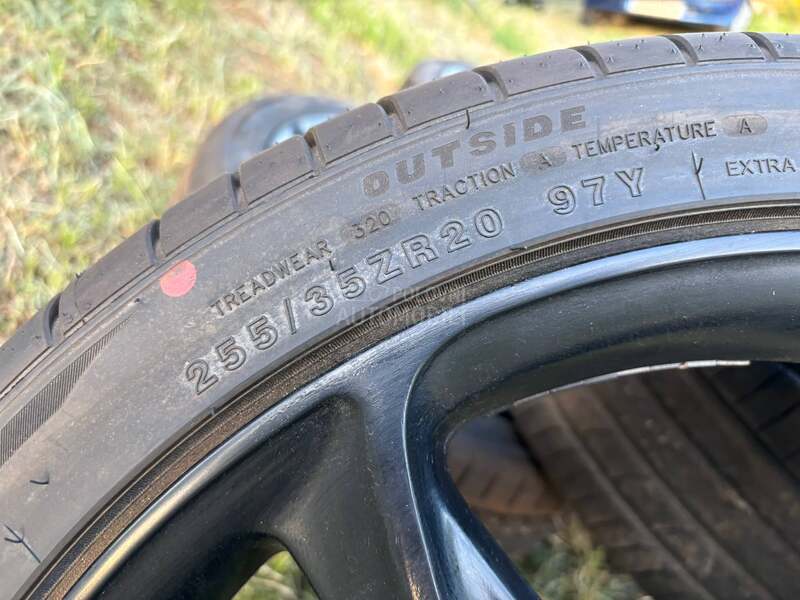 OUTSIDE
TREADWEAR 320 TRACTION A TEMPERATURE A
255/35ZR20 97Y EXTRA